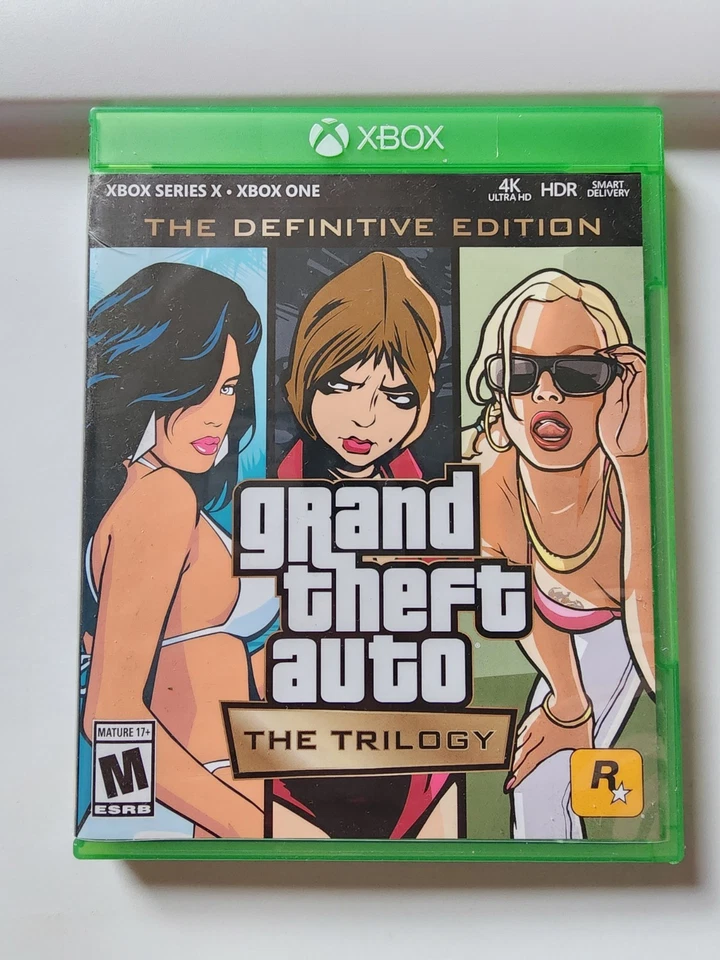 XBOX
XBOX SERIES X • XBOX ONE
4K
ULTRA HD
HDR
SMART
DELIVERY
THE DEFINITIVE EDITION
grand
theft
auto
THE TRILOGY
MATURE 17+
M
ESRB
R